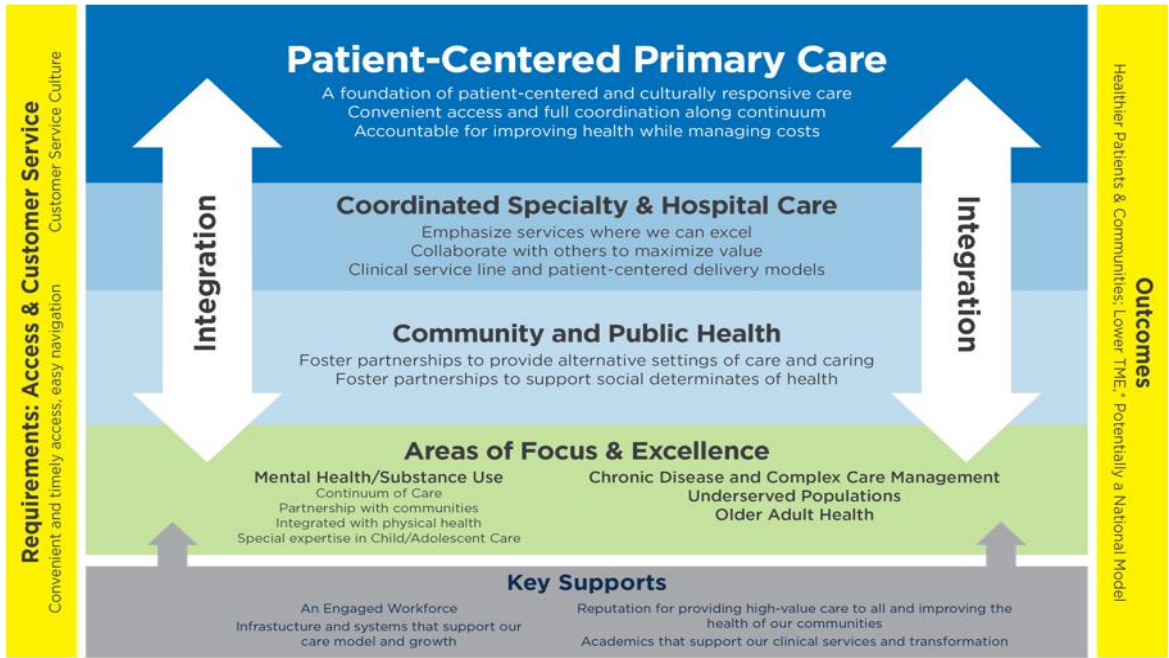 Requirements: Access & Customer Service
Convenient and timely access, easy navigation Customer Service Culture
Patient-Centered Primary Care
A foundation of patient-centered and culturally responsive care
Convenient access and full coordination along continuum
Accountable for improving health while managing costs
Integration
Integration
Coordinated Specialty & Hospital Care
Emphasize services where we can excel
Collaborate with others to maximize value
Clinical service line and patient-centered delivery models
Community and Public Health
Foster partnerships to provide alternative settings of care and caring
Foster partnerships to support social determinates of health
Areas of Focus & Excellence
Mental Health/Substance Use
Continuum of Care
Partnership with communities
Integrated with physical health
Special expertise in Child/Adolescent Care
Chronic Disease and Complex Care Management
Underserved Populations
Older Adult Health
Key Supports
An Engaged Workforce
Infrastucture and systems that support our
care model and growth
Reputation for providing high-value care to all and improving the
health of our communities
Academics that support our clinical services and transformation
Outcomes
Healthier Patients & Communities; Lower TME,* Potentially a National Model